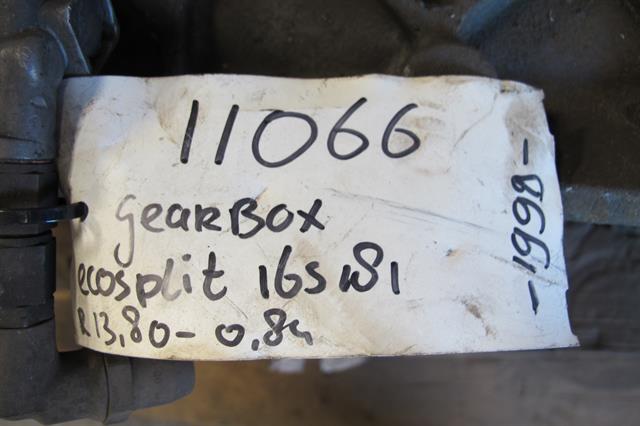 11066
gearBox
ecosplit 16S181
R 13,80 - 0,84
- 1998 -